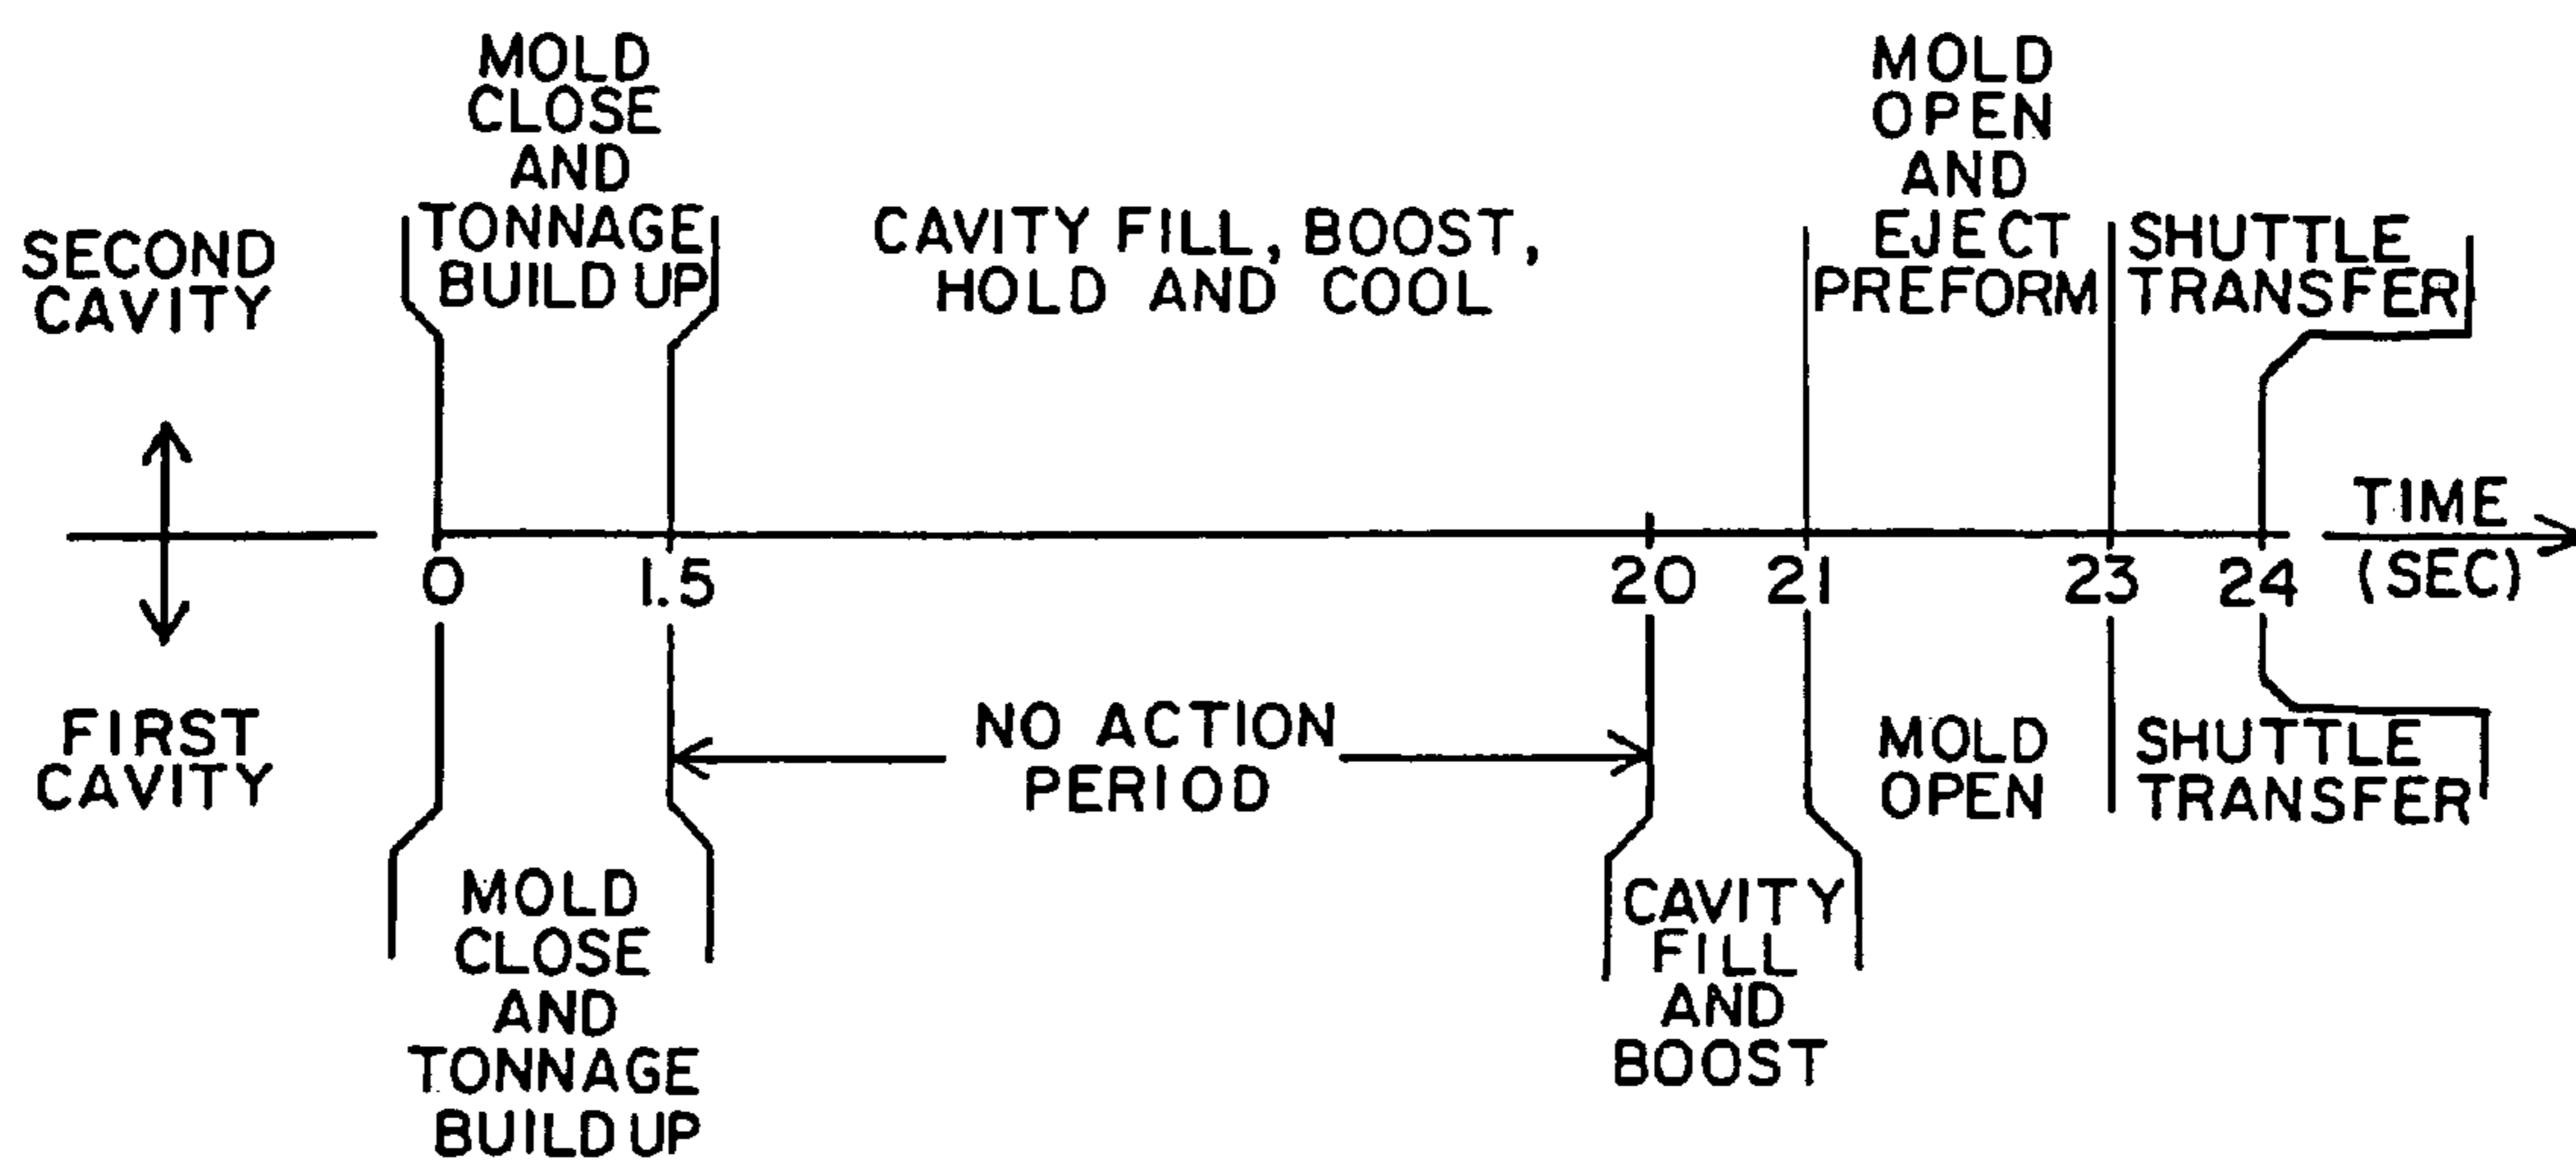 MOLD
CLOSE
AND
TONNAGE
BUILD UP
MOLD
OPEN
AND
EJECT
PREFORM
SECOND
CAVITY
CAVITY FILL, BOOST,
HOLD AND COOL
SHUTTLE
TRANSFER
TIME
(SEC)
0
1.5
20
21
23
24
FIRST
CAVITY
NO ACTION
PERIOD
MOLD
OPEN
SHUTTLE
TRANSFER
MOLD
CLOSE
AND
TONNAGE
BUILD UP
CAVITY
FILL
AND
BOOST